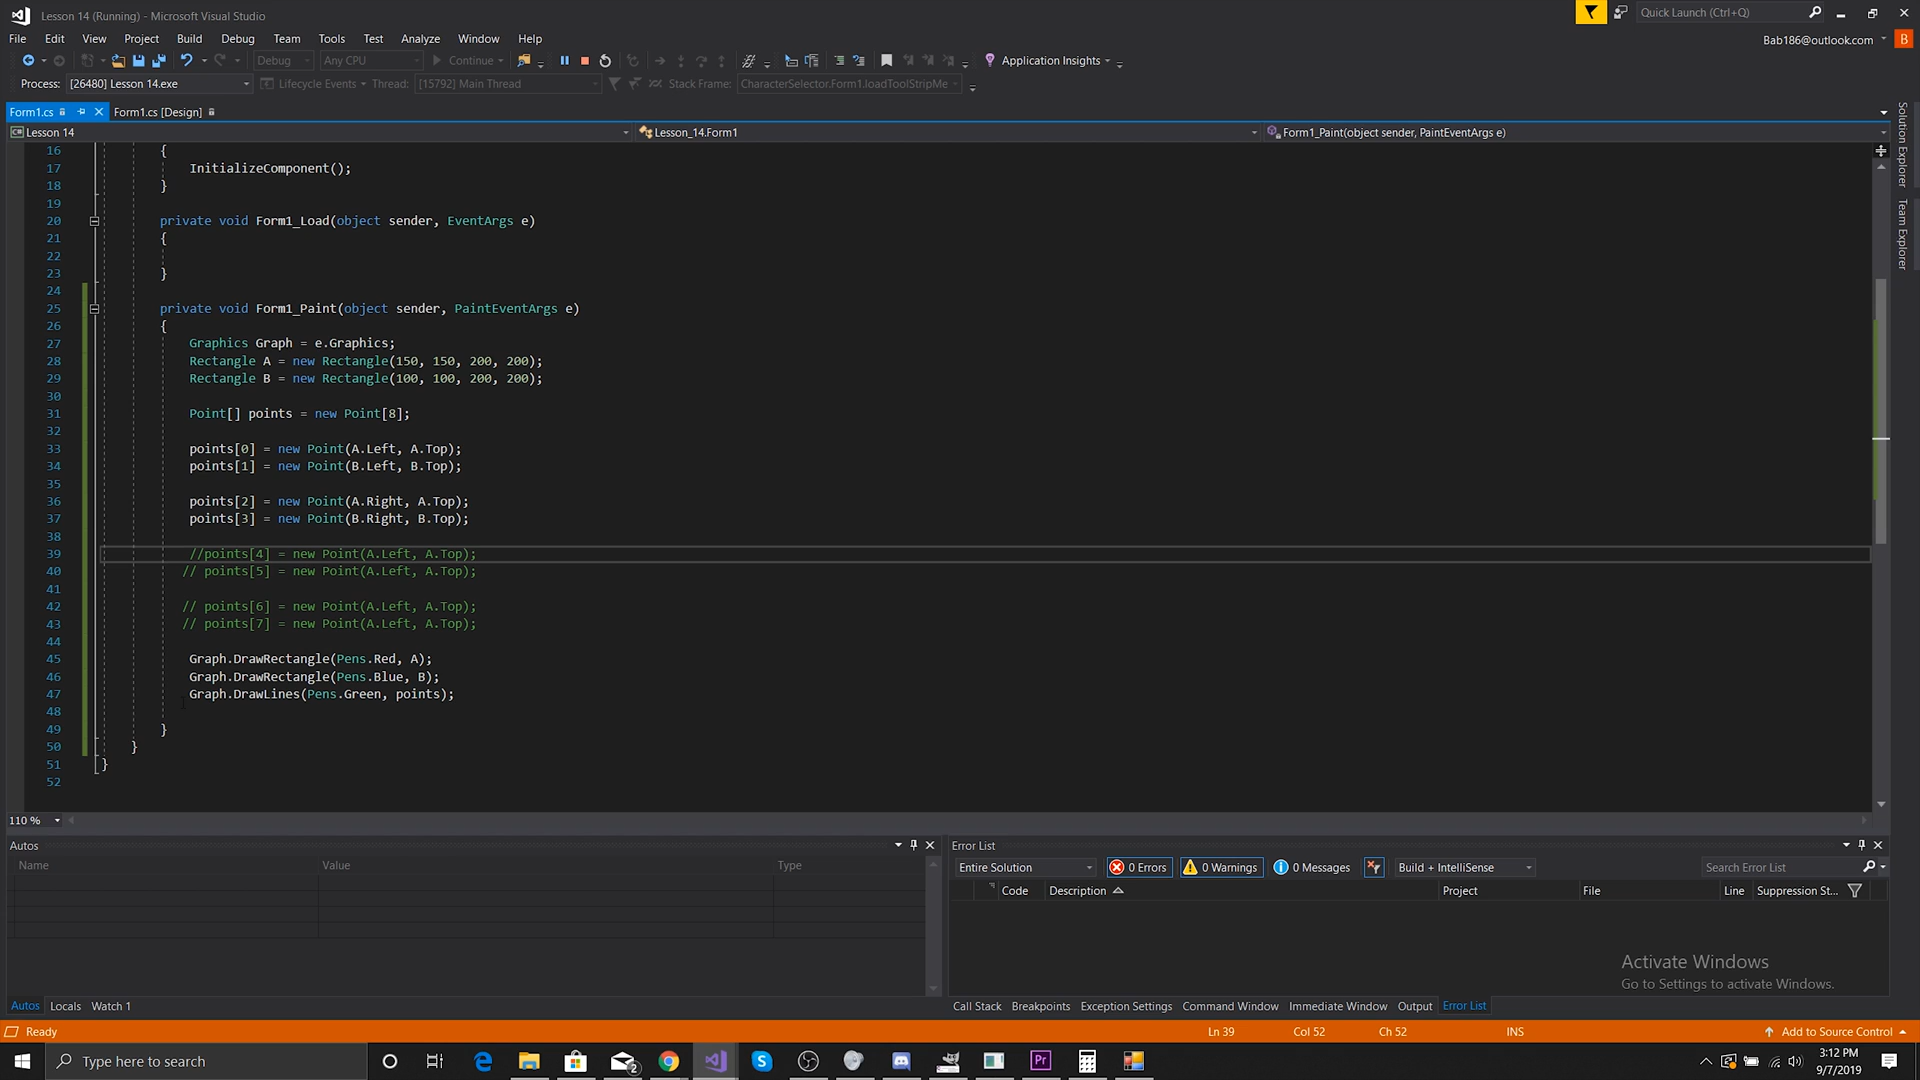 Lesson 14 (Running) - Microsoft Visual Studio
Quick Launch (Ctrl+Q)
File Edit View Project Build Debug Team Tools Test Analyze Window Help
Bab186@outlook.com B
Debug Any CPU Continue Application Insights
Process: [26480] Lesson 14.exe Lifecycle Events Thread: [15792] Main Thread Stack Frame: CharacterSelector.Form1.loadToolStripMe
Form1.cs Form1.cs [Design]
Lesson 14 Lesson_14.Form1 Form1_Paint(object sender, PaintEventArgs e)
Solution Explorer
Team Explorer
16 {
17 InitializeComponent();
18 }
19
20 private void Form1_Load(object sender, EventArgs e)
21 {
22
23 }
24
25 private void Form1_Paint(object sender, PaintEventArgs e)
26 {
27 Graphics Graph = e.Graphics;
28 Rectangle A = new Rectangle(150, 150, 200, 200);
29 Rectangle B = new Rectangle(100, 100, 200, 200);
30
31 Point[] points = new Point[8];
32
33 points[0] = new Point(A.Left, A.Top);
34 points[1] = new Point(B.Left, B.Top);
35
36 points[2] = new Point(A.Right, A.Top);
37 points[3] = new Point(B.Right, B.Top);
38
39 //points[4] = new Point(A.Left, A.Top);
40 // points[5] = new Point(A.Left, A.Top);
41
42 // points[6] = new Point(A.Left, A.Top);
43 // points[7] = new Point(A.Left, A.Top);
44
45 Graph.DrawRectangle(Pens.Red, A);
46 Graph.DrawRectangle(Pens.Blue, B);
47 Graph.DrawLines(Pens.Green, points);
48
49 }
50 }
51 }
52
110 %
Autos
Name Value Type
Autos Locals Watch 1
Error List
Entire Solution 0 Errors 0 Warnings 0 Messages Build + IntelliSense Search Error List
Code Description Project File Line Suppression St...
Activate Windows
Go to Settings to activate Windows.
Call Stack Breakpoints Exception Settings Command Window Immediate Window Output Error List
Ready Ln 39 Col 52 Ch 52 INS Add to Source Control
Type here to search
2
Pr
3:12 PM
9/7/2019